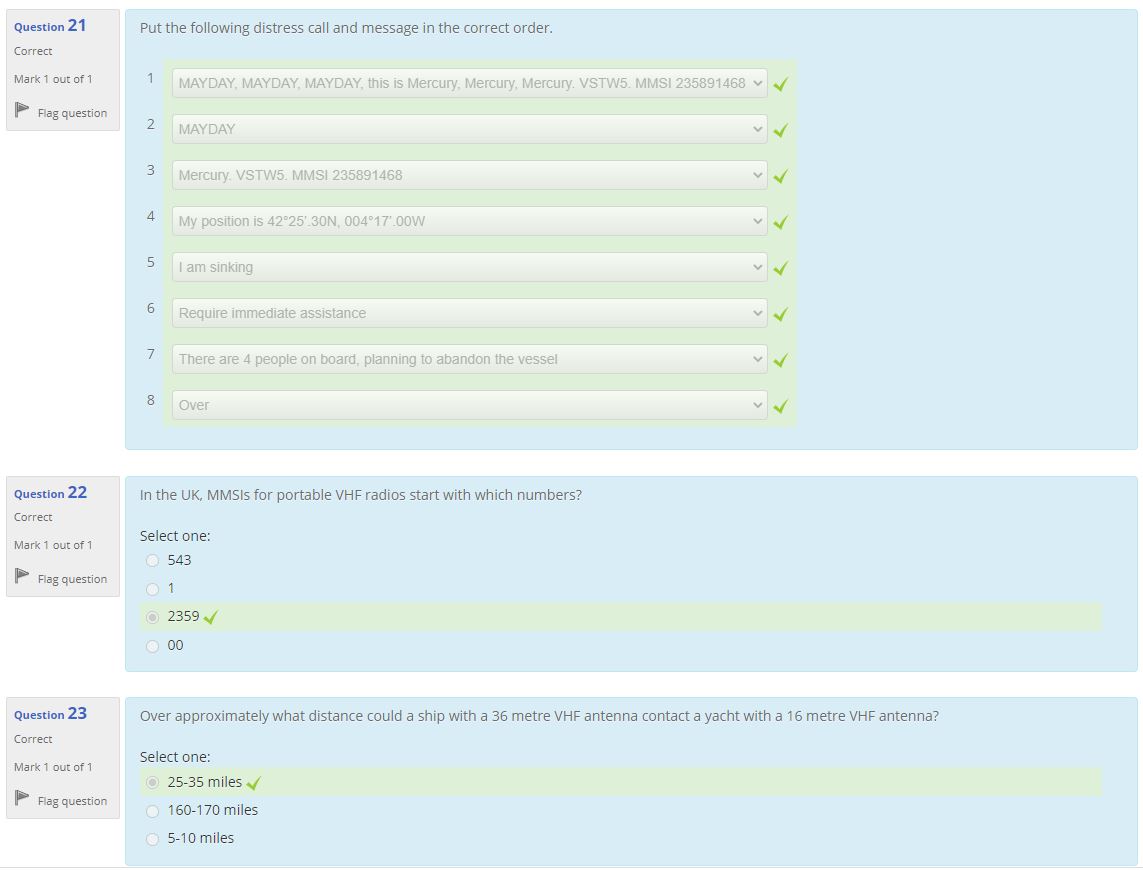 Question 21
Correct
Mark 1 out of 1
Flag question
Put the following distress call and message in the correct order.
1 MAYDAY, MAYDAY, MAYDAY, this is Mercury, Mercury, Mercury. VSTW5. MMSI 235891468
2 MAYDAY
3 Mercury. VSTW5. MMSI 235891468
4 My position is 42°25'.30N, 004°17'.00W
5 I am sinking
6 Require immediate assistance
7 There are 4 people on board, planning to abandon the vessel
8 Over
Question 22
Correct
Mark 1 out of 1
Flag question
In the UK, MMSIs for portable VHF radios start with which numbers?
Select one:
543
1
2359
00
Question 23
Correct
Mark 1 out of 1
Flag question
Over approximately what distance could a ship with a 36 metre VHF antenna contact a yacht with a 16 metre VHF antenna?
Select one:
25-35 miles
160-170 miles
5-10 miles